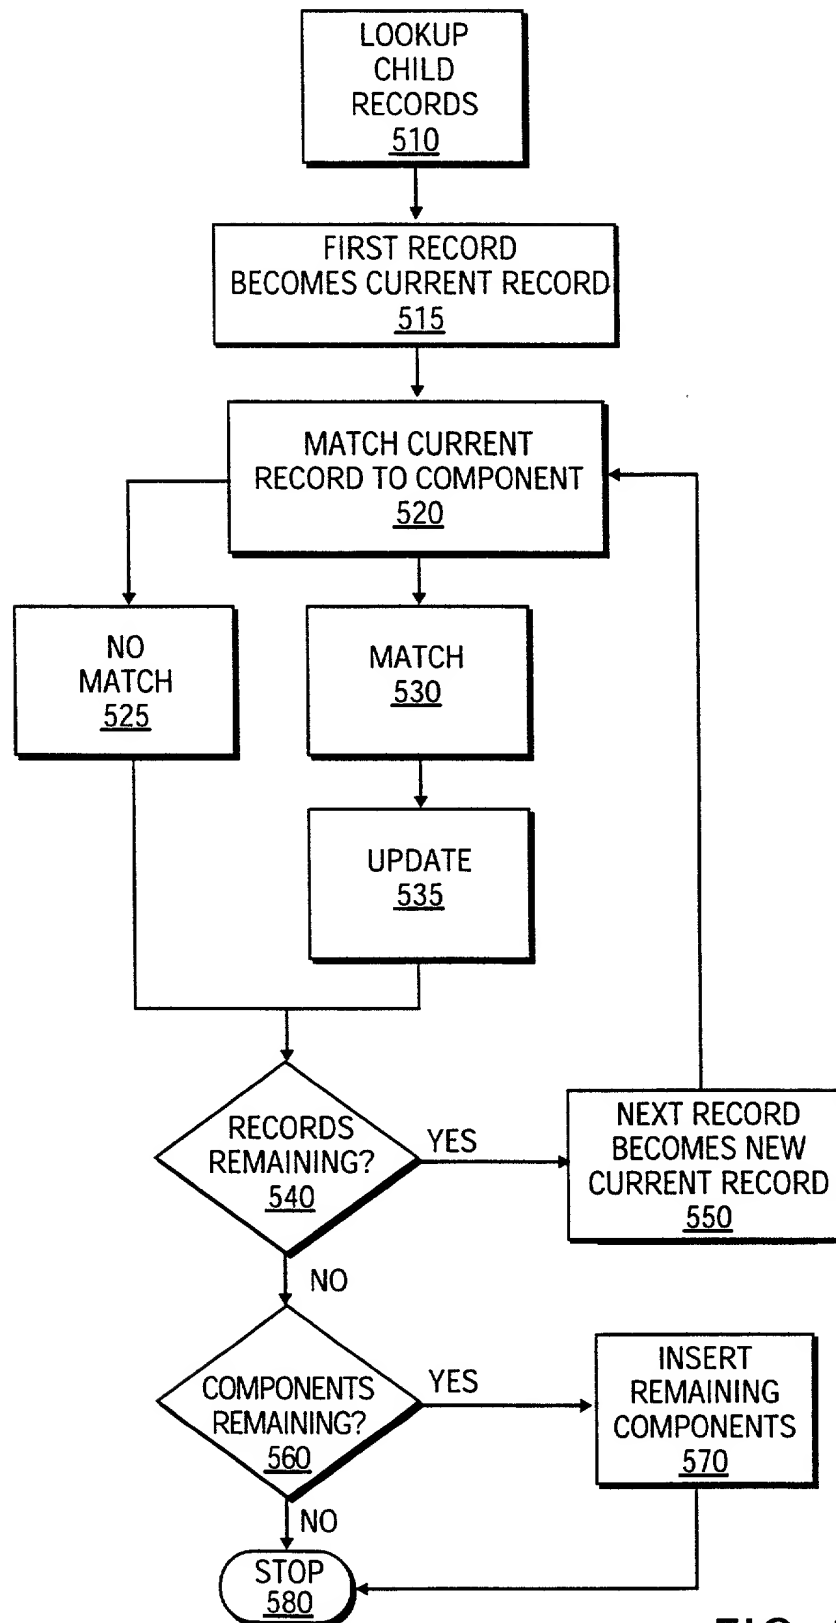 LOOKUP
CHILD
RECORDS
510
FIRST RECORD
BECOMES CURRENT RECORD
515
MATCH CURRENT
RECORD TO COMPONENT
520
NO
MATCH
525
MATCH
530
UPDATE
535
RECORDS
REMAINING?
540
YES
NEXT RECORD
BECOMES NEW
CURRENT RECORD
550
NO
COMPONENTS
REMAINING?
560
YES
INSERT
REMAINING
COMPONENTS
570
NO
STOP
580